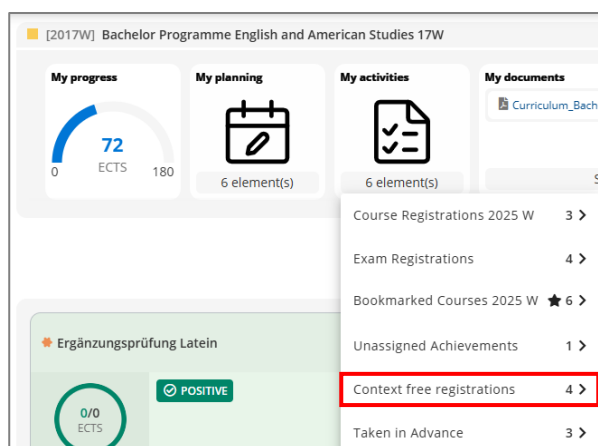 [2017W] Bachelor Programme English and American Studies 17W
My progress
My planning
My activities
My documents
Curriculum_Bach
72
ECTS
0
180
6 element(s)
6 element(s)
S
Course Registrations 2025 W 3
Exam Registrations 4
Bookmarked Courses 2025 W 6
Unassigned Achievements 1
Context free registrations 4
Taken in Advance 3
Ergänzungsprüfung Latein
POSITIVE
0/0
ECTS